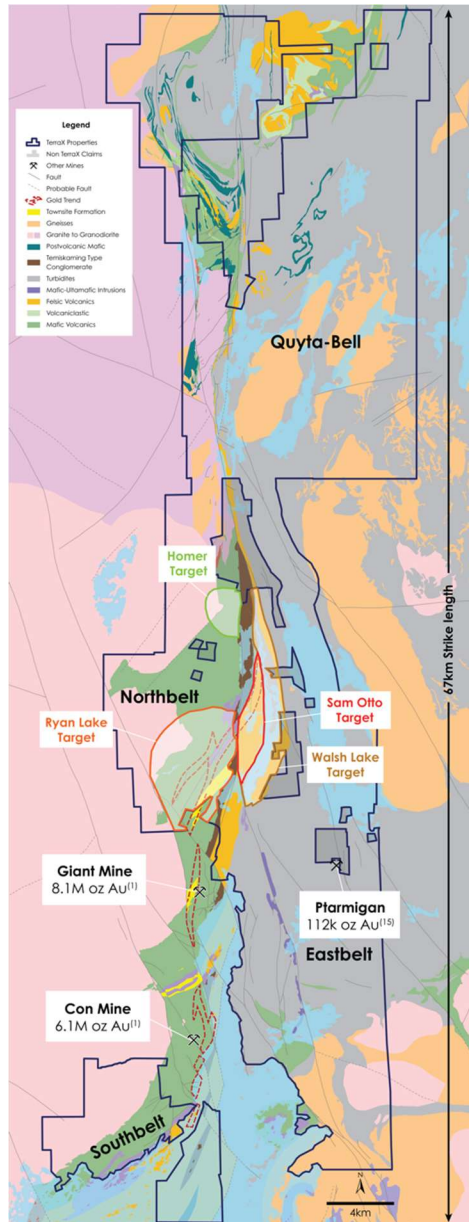 Legend
TerraX Properties
Non TerraX Claims
Other Mines
Fault
Probable Fault
Gold Trend
Townsite Formation
Gneisses
Granite to Granodiorite
Postvolcanic Mafic
Temiskaming Type
Conglomerate
Turbidites
Mafic-Ultamafic Intrusions
Felsic Volcanics
Volcaniclastic
Mafic Volcanics
Quyta-Bell
67km Strike length
Homer
Target
Northbelt
Ryan Lake
Target
Sam Otto
Target
Walsh Lake
Target
Giant Mine
8.1M oz Au(1)
Ptarmigan
112k oz Au(15)
Eastbelt
Con Mine
6.1M oz Au(1)
Southbelt
N
4km